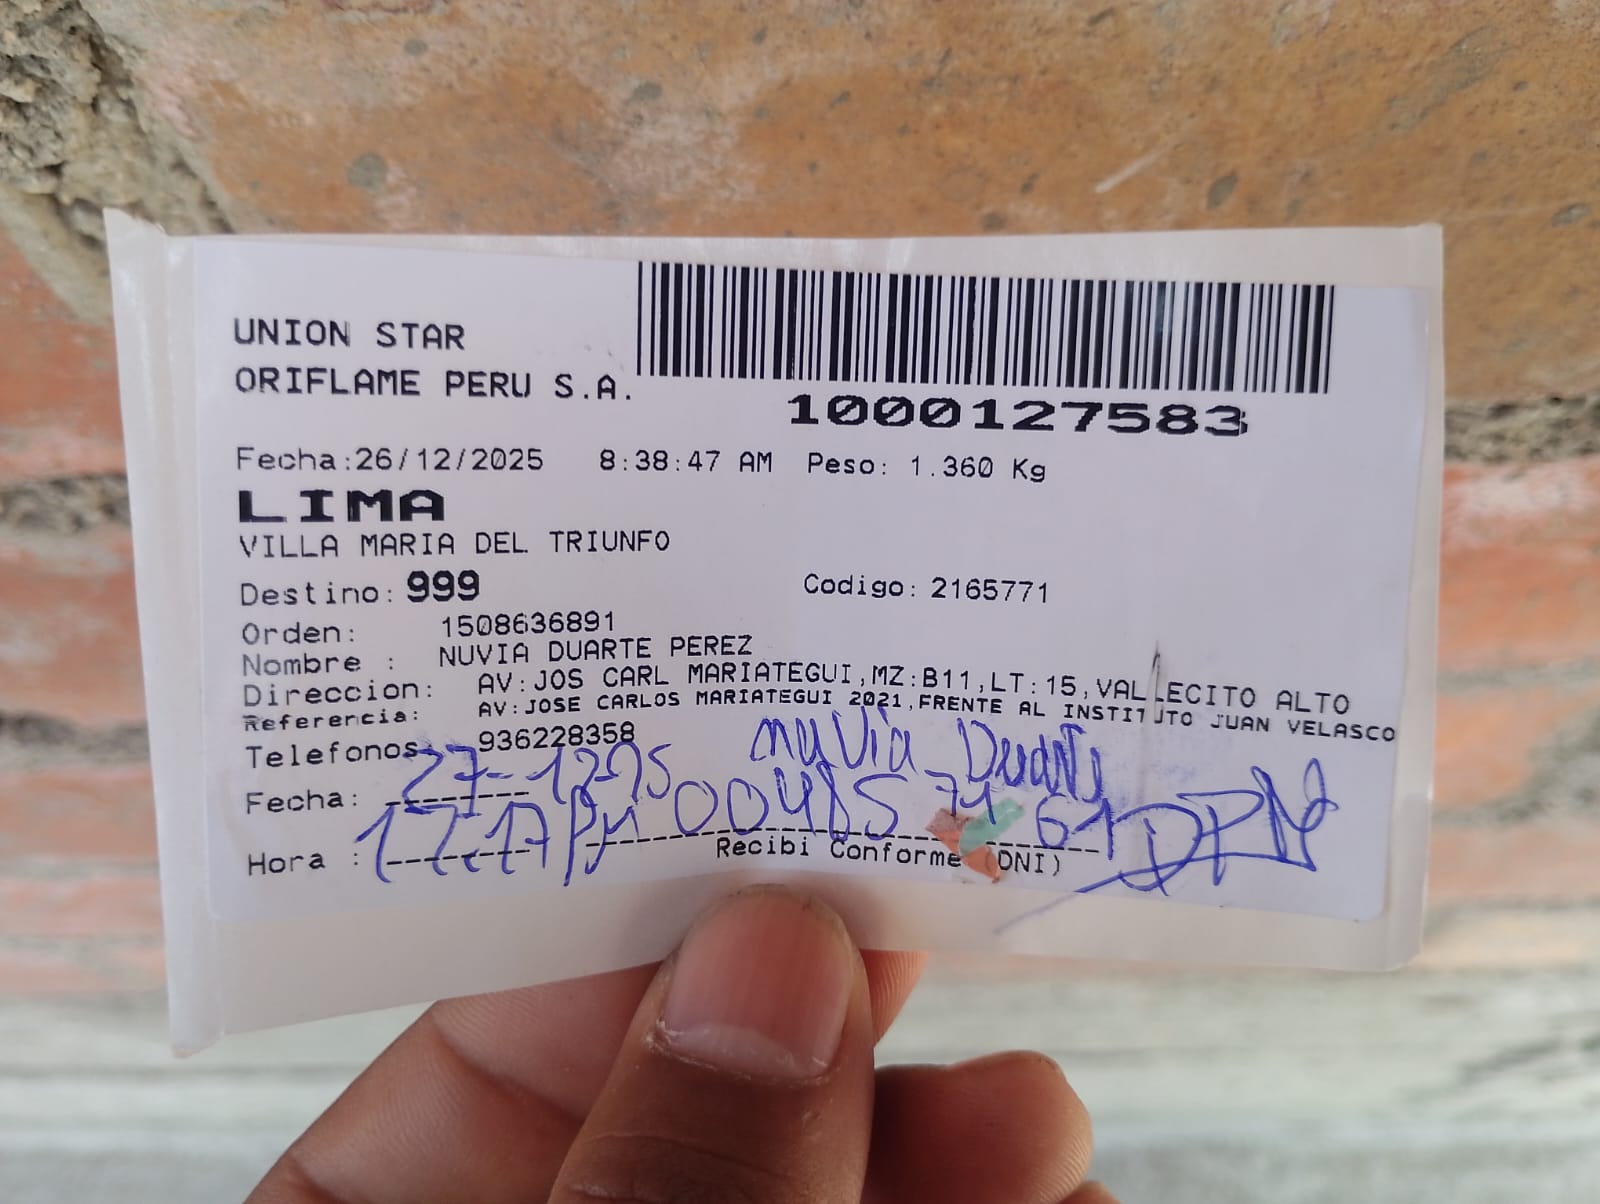 UNION STAR
ORIFLAME PERU S.A.
1000127583
Fecha:26/12/2025 8:38:47 AM Peso: 1.360 Kg
LIMA
VILLA MARIA DEL TRIUNFO
Destino: 999 Codigo: 2165771
Orden: 1508636891
Nombre : NUVIA DUARTE PEREZ
Direccion: AV:JOS CARL MARIATEGUI,MZ:B11,LT:15,VALLECITO ALTO
Referencia: AV:JOSE CARLOS MARIATEGUI 2021,FRENTE AL INSTITUTO JUAN VELASCO
Telefonos: 936228358
nuvia Duarte
Fecha: 27-12-25
Hora :
Recibi Conforme (DNI)